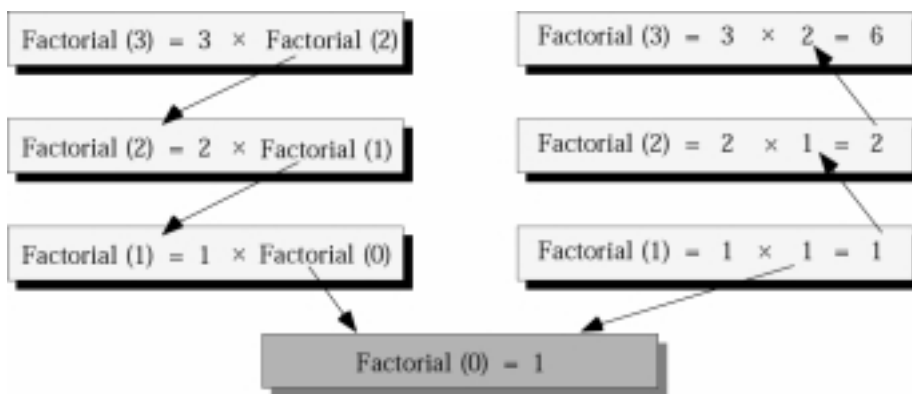 Factorial (3) = 3 × Factorial (2)
Factorial (2) = 2 × Factorial (1)
Factorial (1) = 1 × Factorial (0)
Factorial (3) = 3 × 2 = 6
Factorial (2) = 2 × 1 = 2
Factorial (1) = 1 × 1 = 1
Factorial (0) = 1